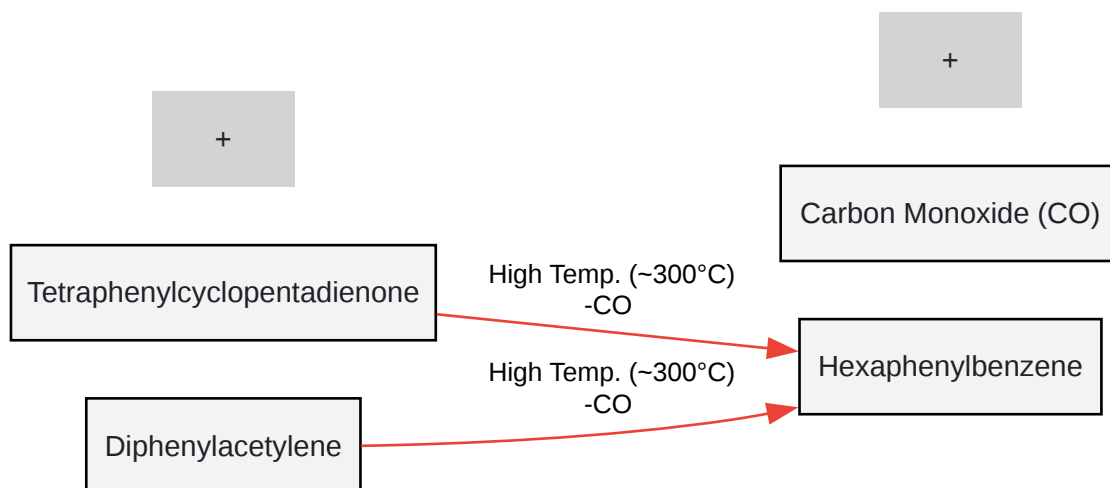 +
+
Carbon Monoxide (CO)
Tetraphenylcyclopentadienone
High Temp. (~300°C)
-CO
Hexaphenylbenzene
High Temp. (~300°C)
-CO
Diphenylacetylene